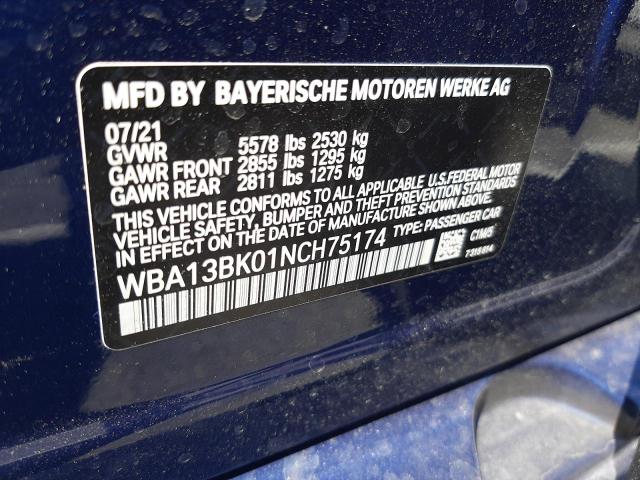 MFD BY BAYERISCHE MOTOREN WERKE AG
07/21
GVWR 5578 lbs 2530 kg
GAWR FRONT 2855 lbs 1295 kg
GAWR REAR 2811 lbs 1275 kg
THIS VEHICLE CONFORMS TO ALL APPLICABLE U.S.FEDERAL MOTOR
VEHICLE SAFETY, BUMPER AND THEFT PREVENTION STANDARDS
IN EFFECT ON THE DATE OF MANUFACTURE SHOWN ABOVE.
WBA13BK01NCH75174 TYPE: PASSENGER CAR
C1M5
7315814